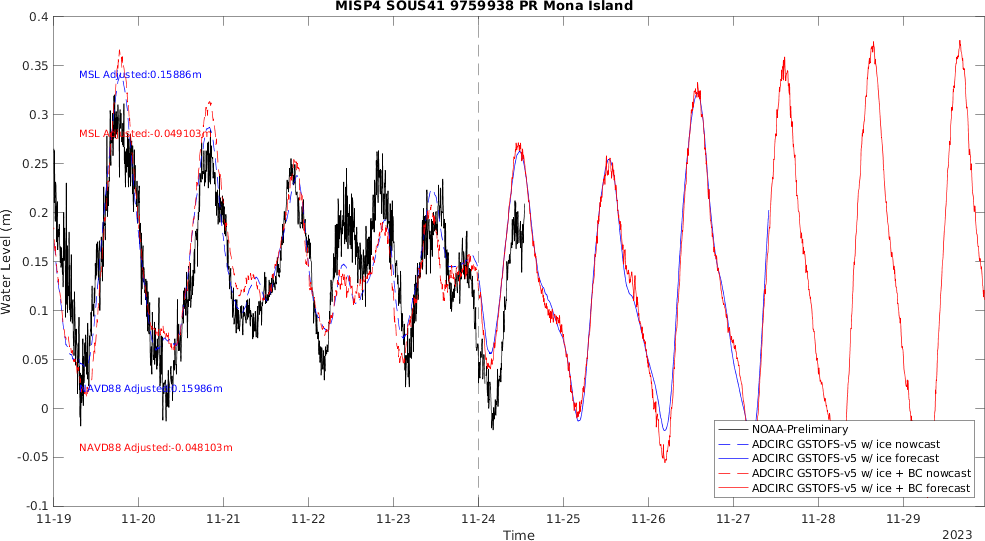 MISP4 SOUS41 9759938 PR Mona Island
0.4
0.35
0.3
0.25
0.2
0.15
0.1
0.05
0
-0.05
-0.1
Water Level (m)
MSL Adjusted:0.15886m
MSL Adjusted:-0.049103m
NAVD88 Adjusted:0.15986m
NAVD88 Adjusted:-0.048103m
NOAA-Preliminary
ADCIRC GSTOFS-v5 w/ ice nowcast
ADCIRC GSTOFS-v5 w/ ice forecast
ADCIRC GSTOFS-v5 w/ ice + BC nowcast
ADCIRC GSTOFS-v5 w/ ice + BC forecast
11-19 11-20 11-21 11-22 11-23 11-24 11-25 11-26 11-27 11-28 11-29
Time
2023